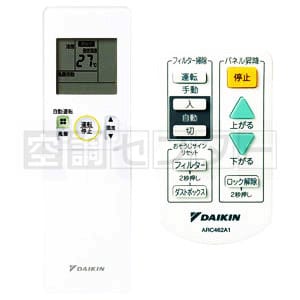 27℃
自動運転
風量
運転
停止
温度
DAIKIN
フィルター掃除
運転
手動
入
自動
切
おそうじサイン
リセット
フィルター
2秒押し
ダストボックス
パネル昇降
停止
上がる
下がる
ロック解除
2秒押し
DAIKIN
ARC462A1
空調センター